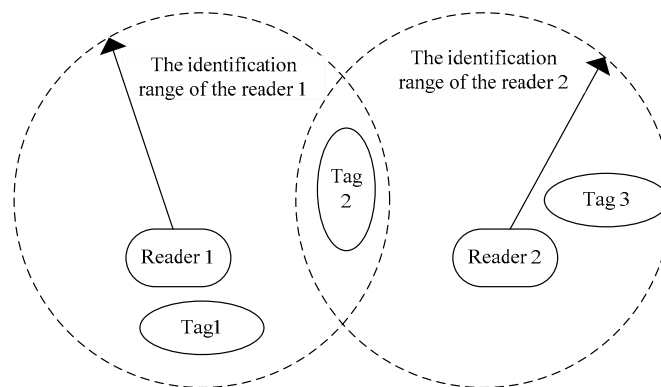 The identification
range of the reader 1
The identification
range of the reader 2
Tag
2
Tag 3
Reader 1
Reader 2
Tag1